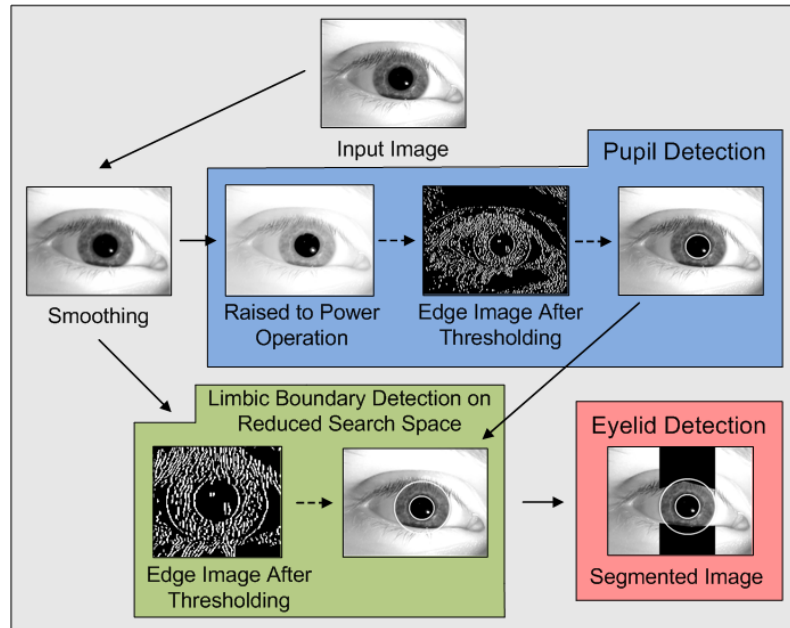 Input Image
Pupil Detection
Smoothing
Raised to Power
Operation
Edge Image After
Thresholding
Limbic Boundary Detection on
Reduced Search Space
Edge Image After
Thresholding
Eyelid Detection
Segmented Image